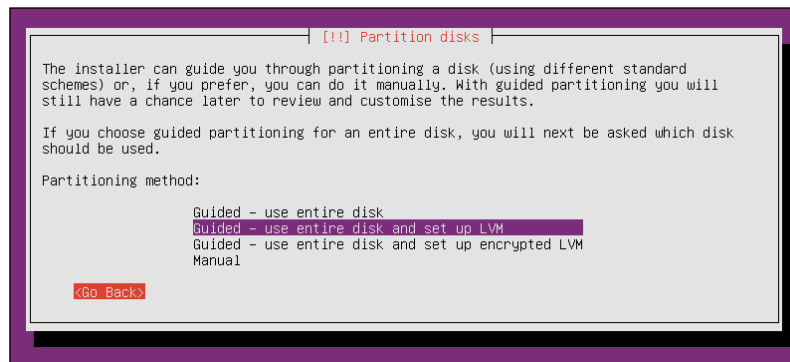 [!!] Partition disks
The installer can guide you through partitioning a disk (using different standard
schemes) or, if you prefer, you can do it manually. With guided partitioning you will
still have a chance later to review and customise the results.
If you choose guided partitioning for an entire disk, you will next be asked which disk
should be used.
Partitioning method:
Guided - use entire disk
Guided - use entire disk and set up LVM
Guided - use entire disk and set up encrypted LVM
Manual
<Go Back>